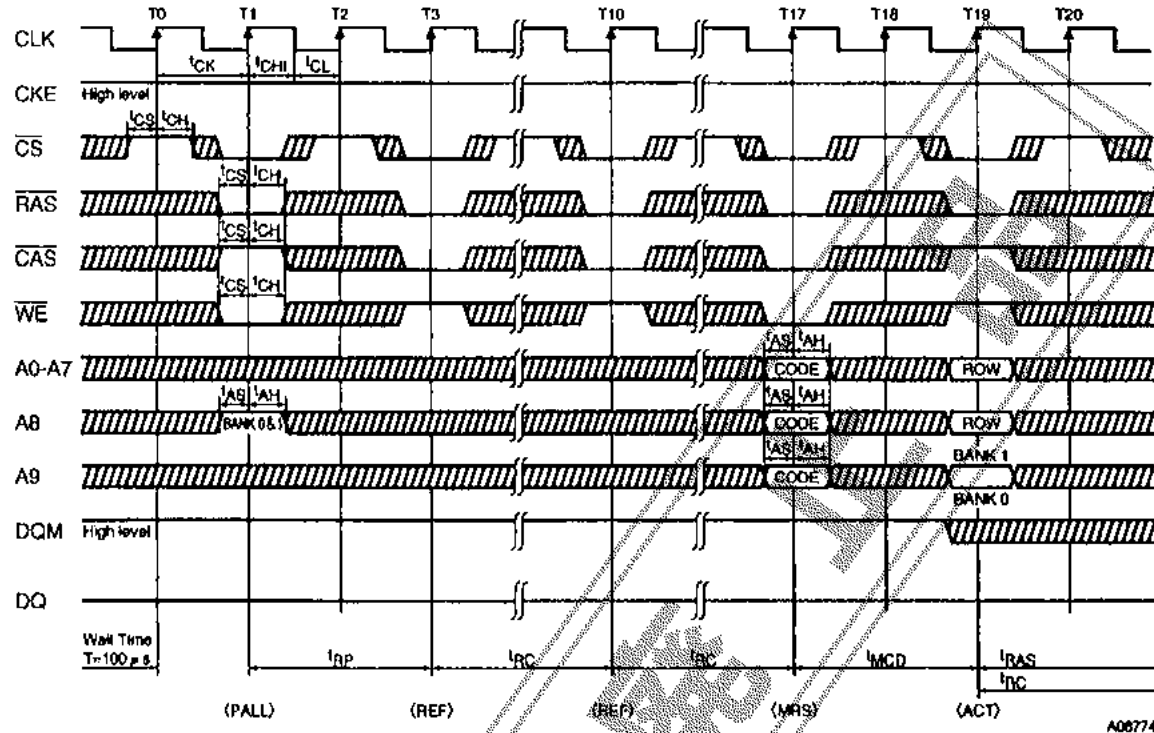 T0 T1 T2 T3 T10 T17 T18 T19 T20
CLK
tCK tCHI tCL
CKE High level
tCS tCH
CS
tCS tCH
RAS
tCS tCH
CAS
tCS tCH
WE
tAS tAH
A0-A7 CODE ROW
tAS tAH tAS tAH
A8 BANK 0 & 1 CODE ROW
tAS tAH BANK 1
A9 CODE
BANK 0
DQM High level
DQ
Wait Time
T=100 μs
tRP tRC tRC tMCD tRAS
tRC
(PALL) (REF) (REF) (MRS) (ACT)
A08774